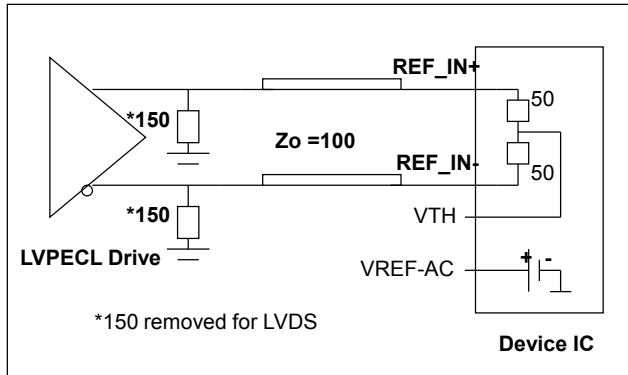 REF_IN+
50
*150
Zo =100
REF_IN-
50
*150
VTH
LVPECL Drive
VREF-AC
+ -
*150 removed for LVDS
Device IC